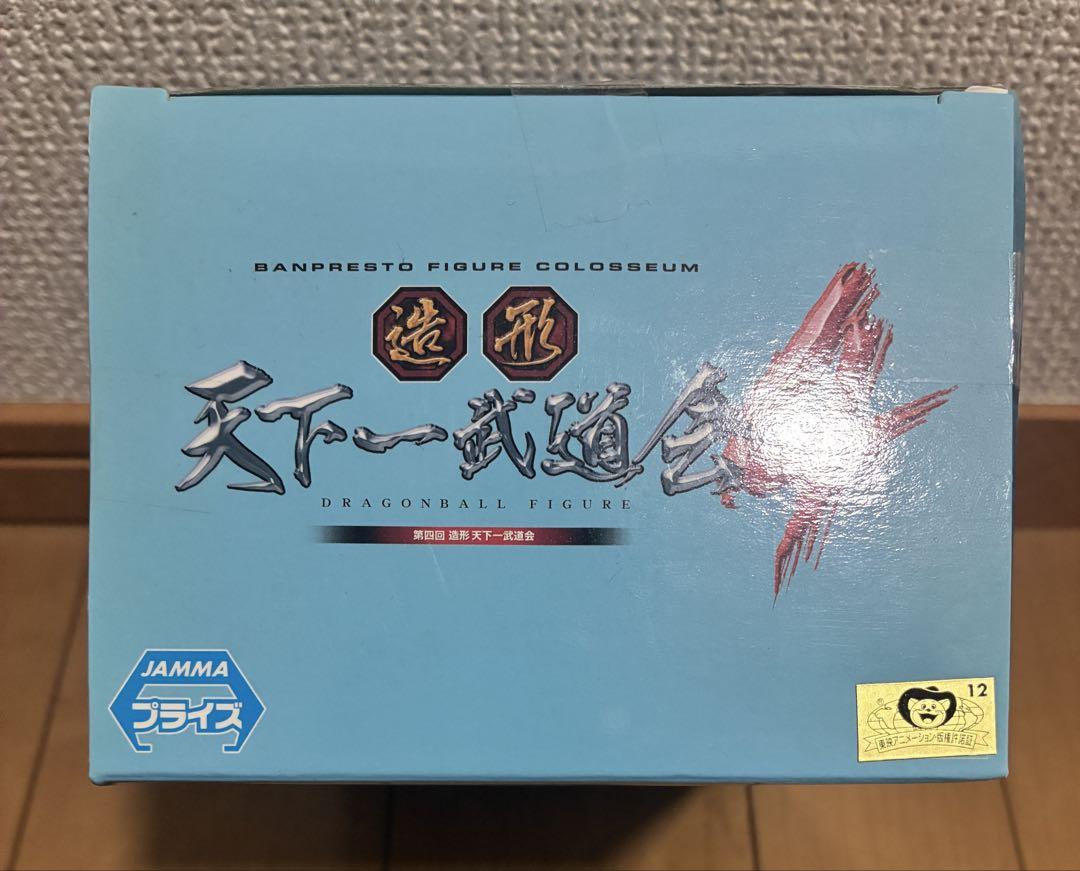 BANPRESTO FIGURE COLOSSEUM
造形
天下一武道会4
DRAGONBALL FIGURE
第四回 造形 天下一武道会
JAMMA
プライズ
12
東映アニメーション・版権許諾証